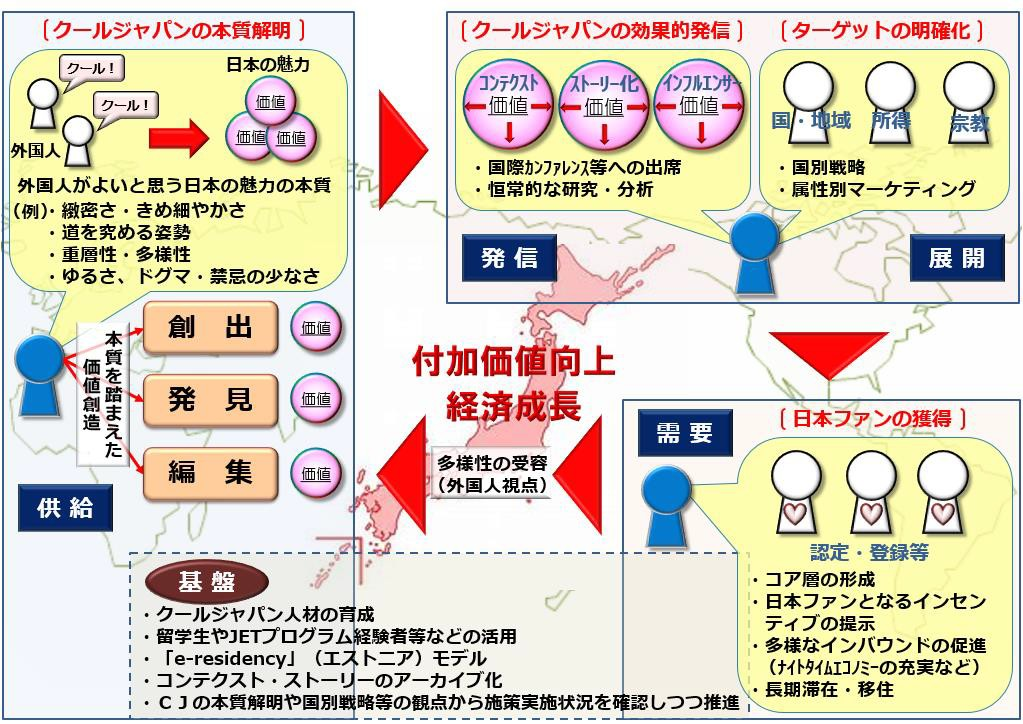 〔クールジャパンの本質解明〕
クール！
クール！
外国人
日本の魅力
価値
価値
価値
外国人がよいと思う日本の魅力の本質
（例）・緻密さ・きめ細やかさ
・道を究める姿勢
・重層性・多様性
・ゆるさ、ドグマ・禁忌の少なさ
本質を踏まえた
価値創造
創 出
価値
発 見
価値
編 集
価値
供 給
〔クールジャパンの効果的発信〕
コンテクスト
価値
ストーリー化
価値
インフルエンサー
価値
・国際ｶﾝﾌｧﾚﾝｽ等への出席
・恒常的な研究・分析
発 信
〔ターゲットの明確化〕
国・地域
所得
宗教
・国別戦略
・属性別マーケティング
展 開
付加価値向上
経済成長
多様性の受容
（外国人視点）
需 要
〔日本ファンの獲得〕
認定・登録等
・コア層の形成
・日本ファンとなるインセン
ティブの提示
・多様なインバウンドの促進
（ﾅｲﾄﾀｲﾑｴｺﾉﾐｰの充実など）
・長期滞在・移住
基 盤
・クールジャパン人材の育成
・留学生やJETプログラム経験者等などの活用
・「e-residency」（エストニア）モデル
・コンテクスト・ストーリーのアーカイブ化
・ＣＪの本質解明や国別戦略等の観点から施策実施状況を確認しつつ推進